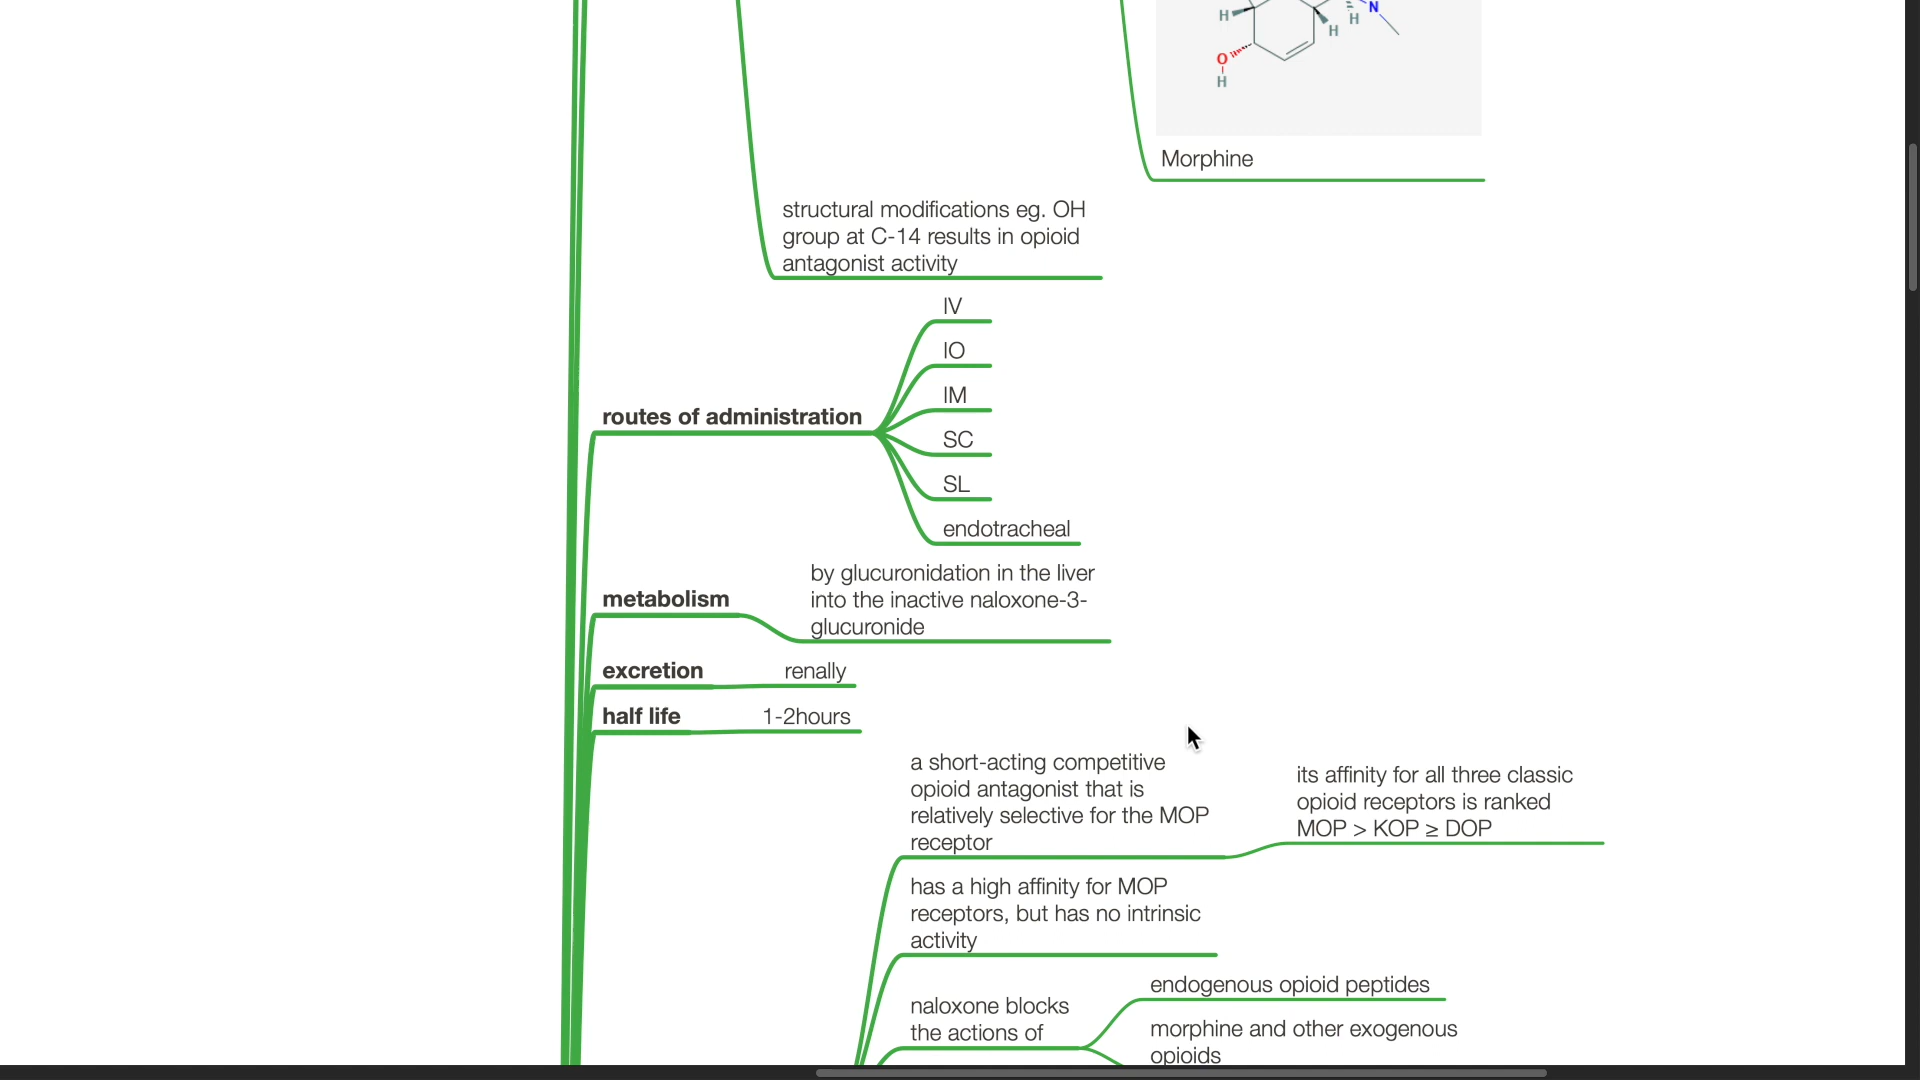 H
N
H
H
O
H
Morphine
structural modifications eg. OH
group at C-14 results in opioid
antagonist activity
IV
IO
IM
routes of administration
SC
SL
endotracheal
by glucuronidation in the liver
metabolism
into the inactive naloxone-3-
glucuronide
excretion
renally
half life
1-2hours
a short-acting competitive
opioid antagonist that is
relatively selective for the MOP
receptor
its affinity for all three classic
opioid receptors is ranked
MOP > KOP ≥ DOP
has a high affinity for MOP
receptors, but has no intrinsic
activity
naloxone blocks
the actions of
endogenous opioid peptides
morphine and other exogenous
opioids